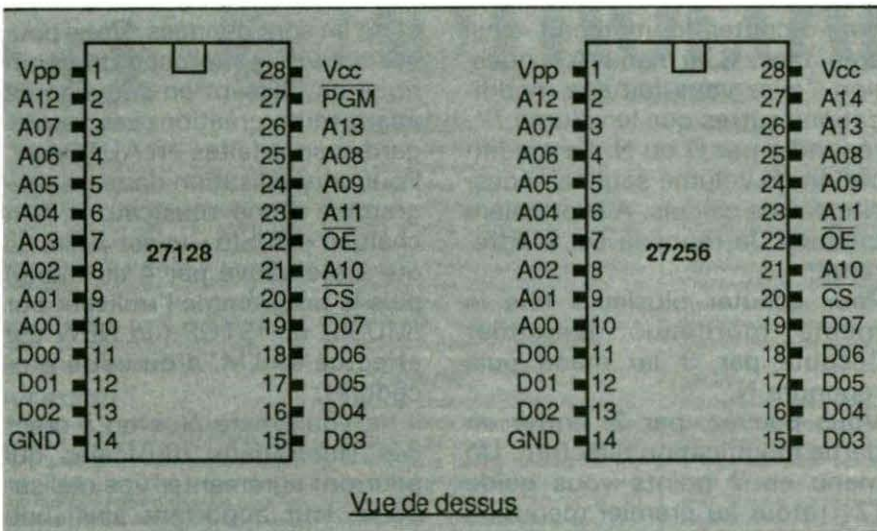 Vpp 1 28 Vcc
A12 2 27 PGM
A07 3 26 A13
A06 4 25 A08
A05 5 24 A09
A04 6 23 A11
A03 7 22 OE
A02 8 21 A10
A01 9 20 CS
A00 10 19 D07
D00 11 18 D06
D01 12 17 D05
D02 13 16 D04
GND 14 15 D03
27128
Vpp 1 28 Vcc
A12 2 27 A14
A07 3 26 A13
A06 4 25 A08
A05 5 24 A09
A04 6 23 A11
A03 7 22 OE
A02 8 21 A10
A01 9 20 CS
A00 10 19 D07
D00 11 18 D06
D01 12 17 D05
D02 13 16 D04
GND 14 15 D03
27256
Vue de dessus